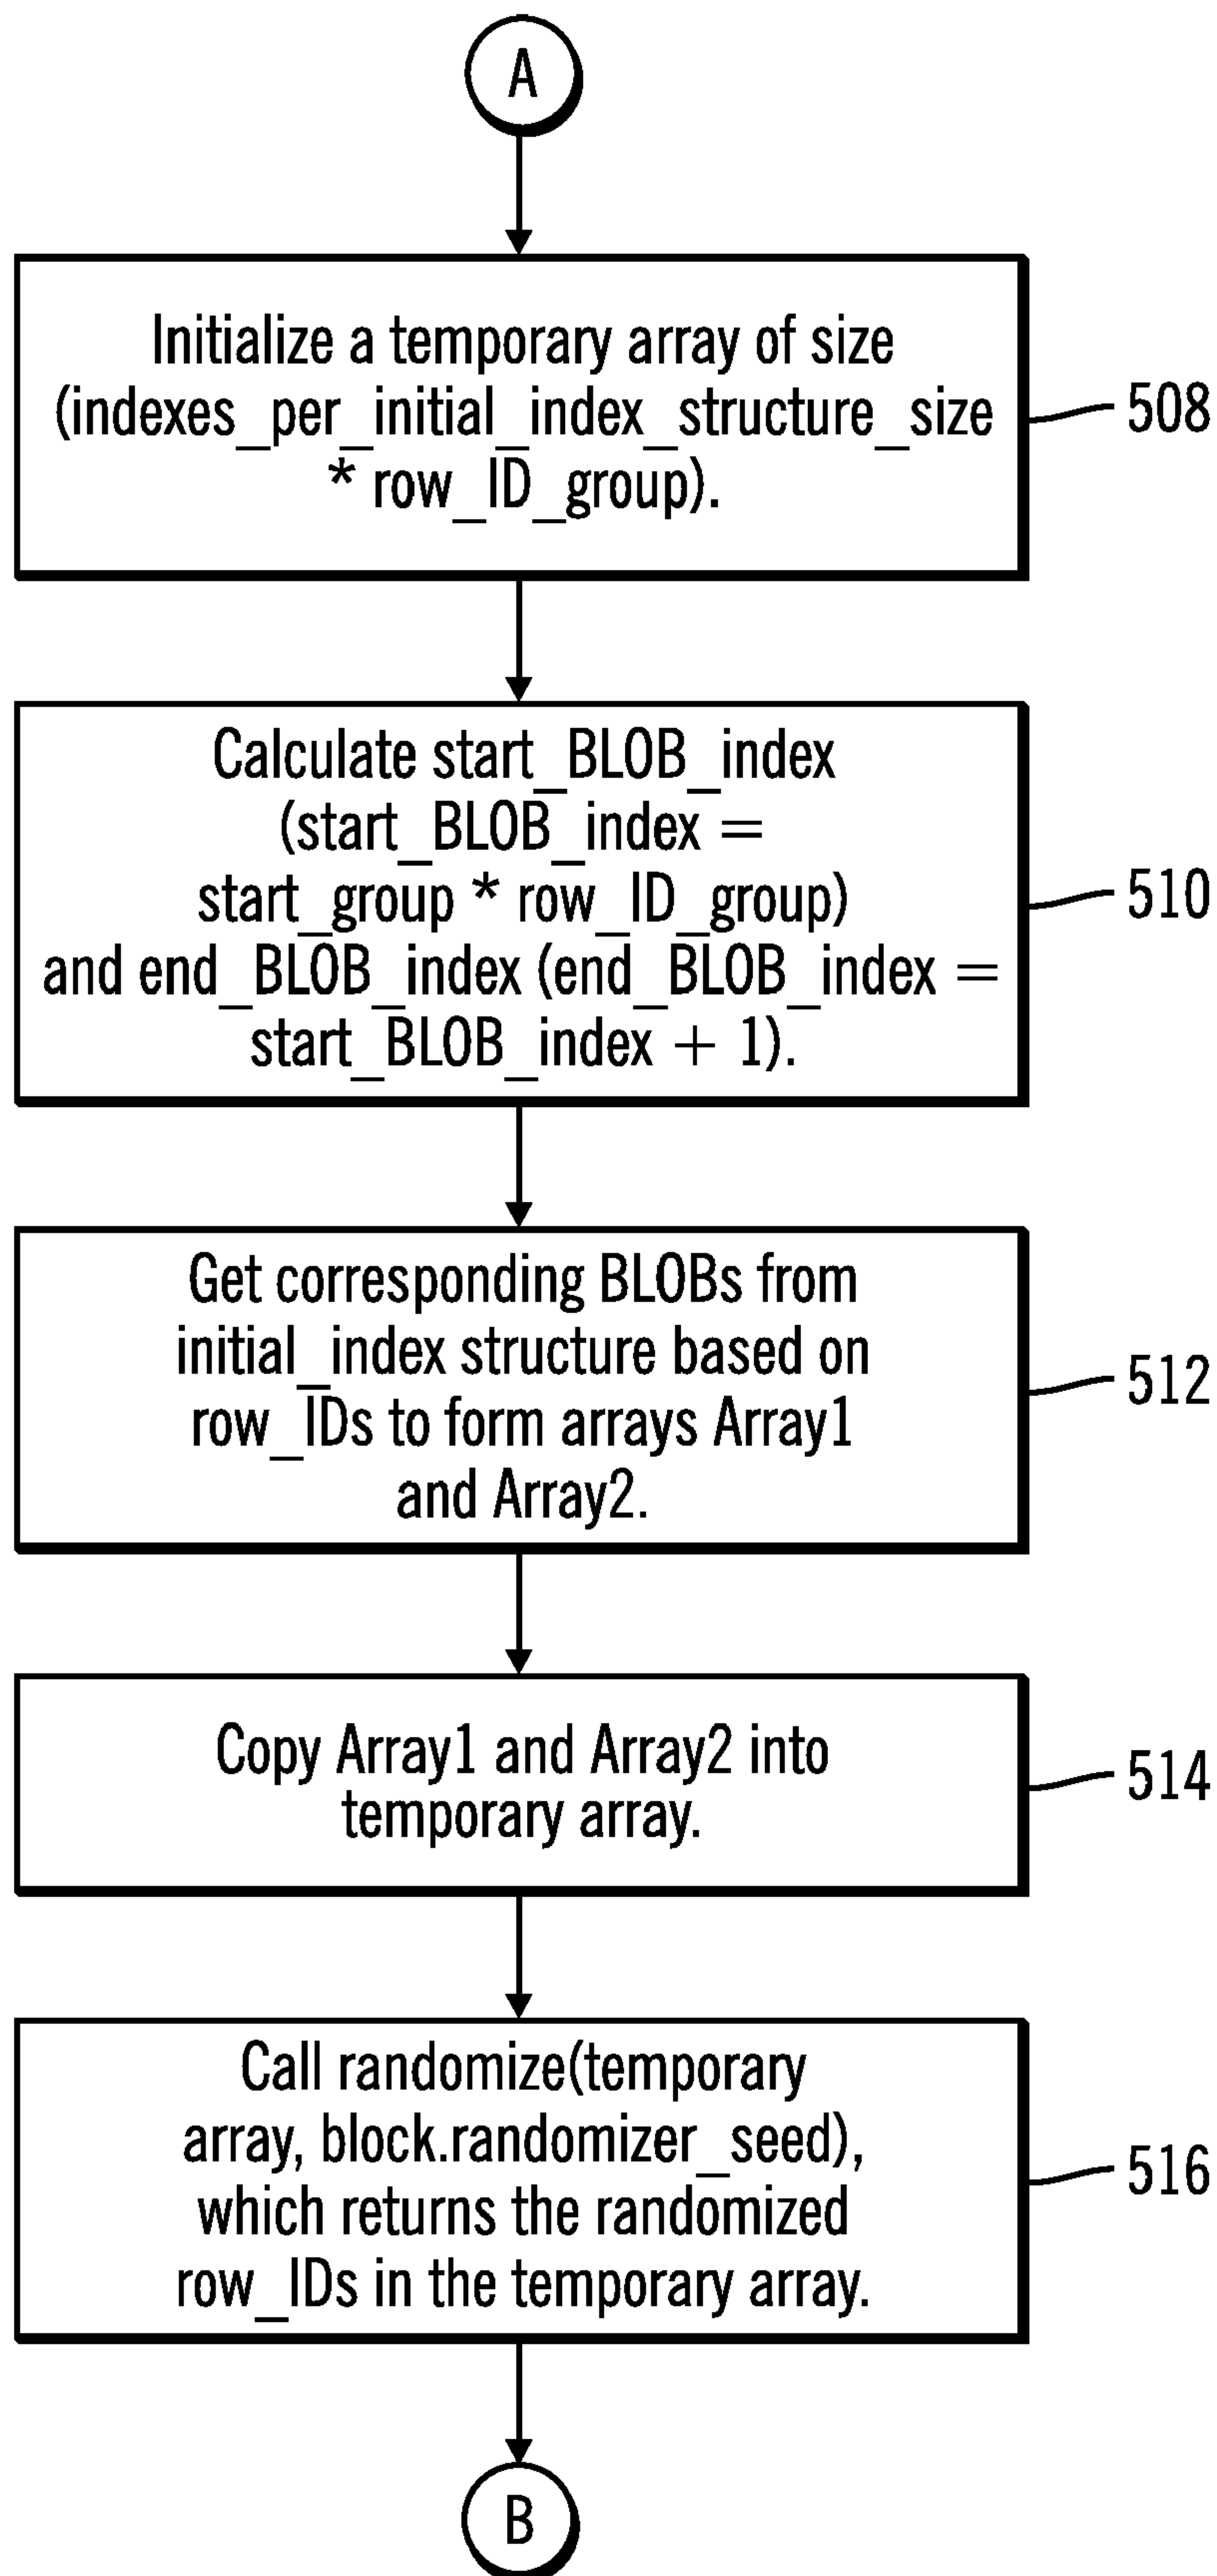 A
Initialize a temporary array of size
(indexes_per_initial_index_structure_size
* row_ID_group).
508
Calculate start_BLOB_index
(start_BLOB_index =
start_group * row_ID_group)
and end_BLOB_index (end_BLOB_index =
start_BLOB_index + 1).
510
Get corresponding BLOBs from
initial_index structure based on
row_IDs to form arrays Array1
and Array2.
512
Copy Array1 and Array2 into
temporary array.
514
Call randomize(temporary
array, block.randomizer_seed),
which returns the randomized
row_IDs in the temporary array.
516
B